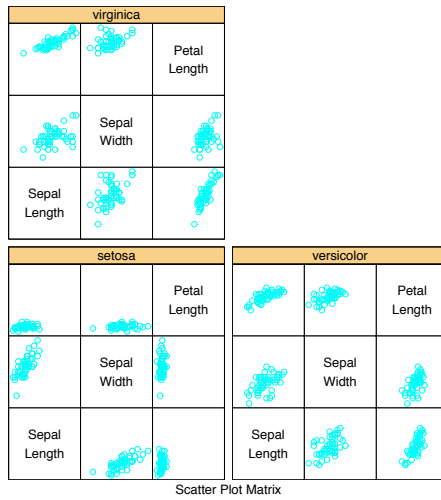 virginica
Petal
Length
Sepal
Width
Sepal
Length
setosa
Petal
Length
Sepal
Width
Sepal
Length
versicolor
Petal
Length
Sepal
Width
Sepal
Length
Scatter Plot Matrix